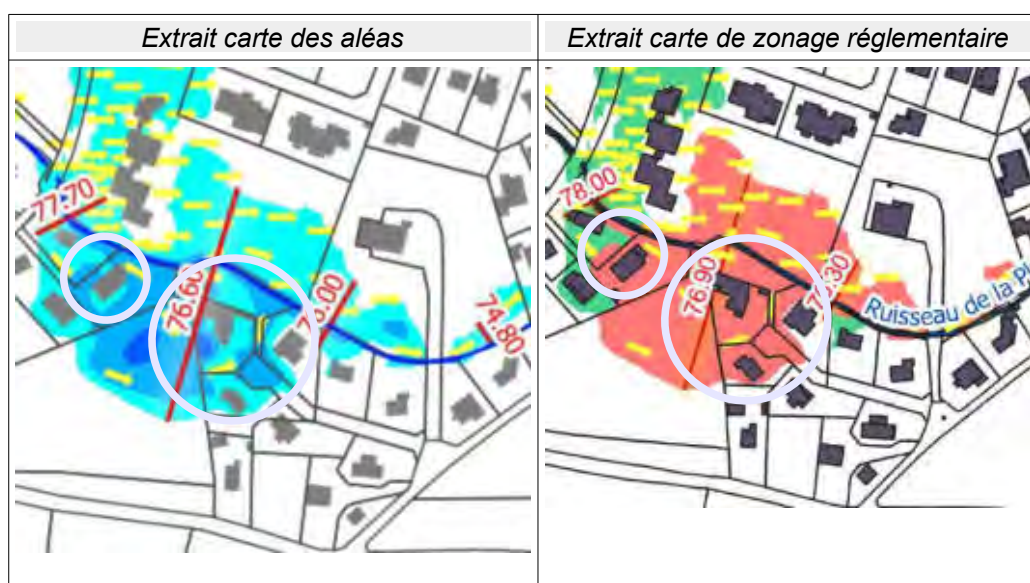 Extrait carte des aléas
Extrait carte de zonage réglementaire
77.70
76.60
74.80
78.00
76.90
Ruisseau de la Pi